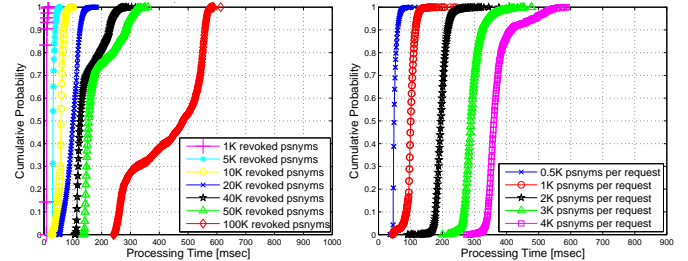 1
0.9
0.8
0.7
0.6
0.5
0.4
0.3
0.2
0.1
0
Cumulative Probability
0 100 200 300 400 500 600 700 800 900 1000
Processing Time [msec]
1K revoked psnyms
5K revoked psnyms
10K revoked psnyms
20K revoked psnyms
40K revoked psnyms
50K revoked psnyms
100K revoked psnyms
1
0.9
0.8
0.7
0.6
0.5
0.4
0.3
0.2
0.1
0
Cumulative Probability
0 100 200 300 400 500 600 700 800 900
Processing Time [msec]
0.5K psnyms per request
1K psnyms per request
2K psnyms per request
3K psnyms per request
4K psnyms per request